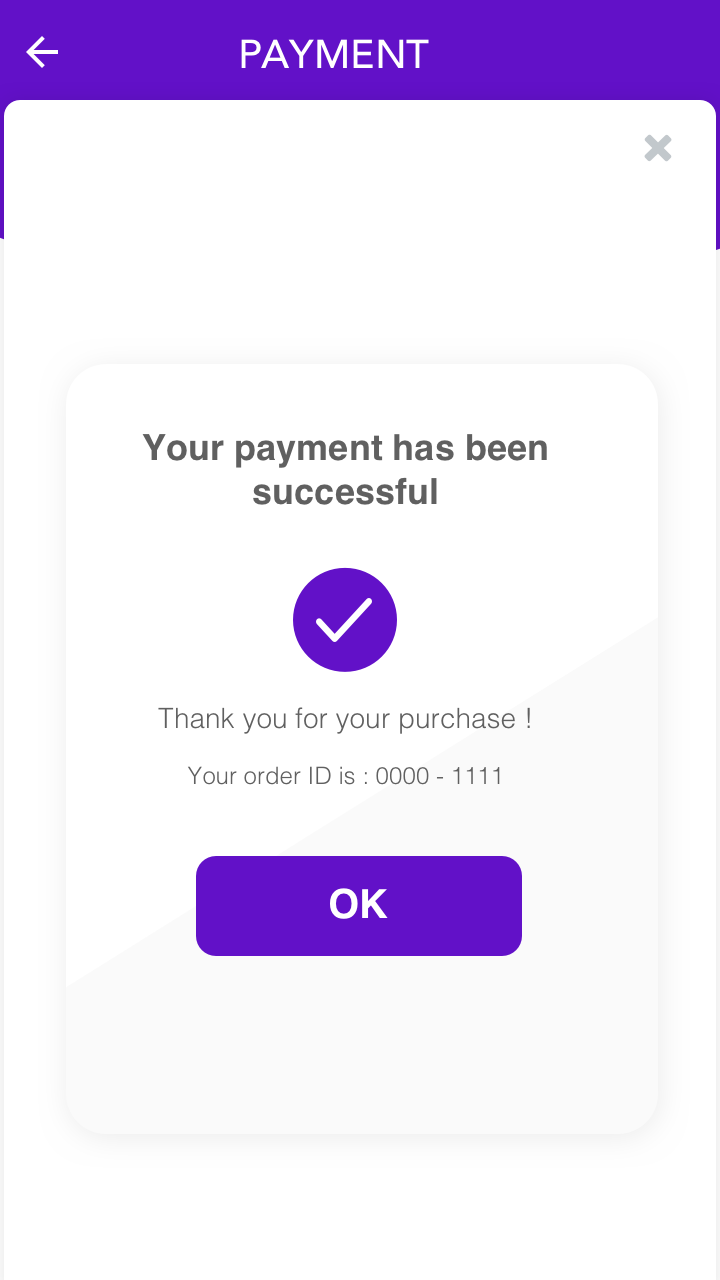 PAYMENT
Your payment has been
successful
Thank you for your purchase !
Your order ID is : 0000 - 1111
OK